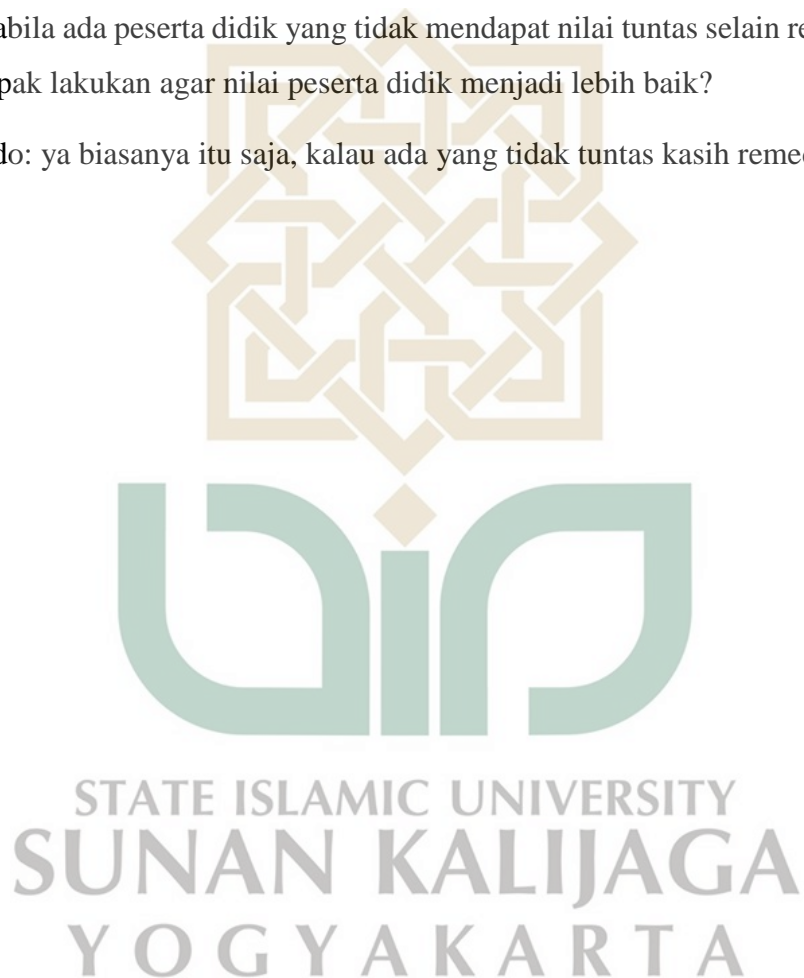 abila ada peserta didik yang tidak mendapat nilai tuntas selain re
pak lakukan agar nilai peserta didik menjadi lebih baik?
do: ya biasanya itu saja, kalau ada yang tidak tuntas kasih reme
STATE ISLAMIC UNIVERSITY
SUNAN KALIJAGA
YOGYAKARTA